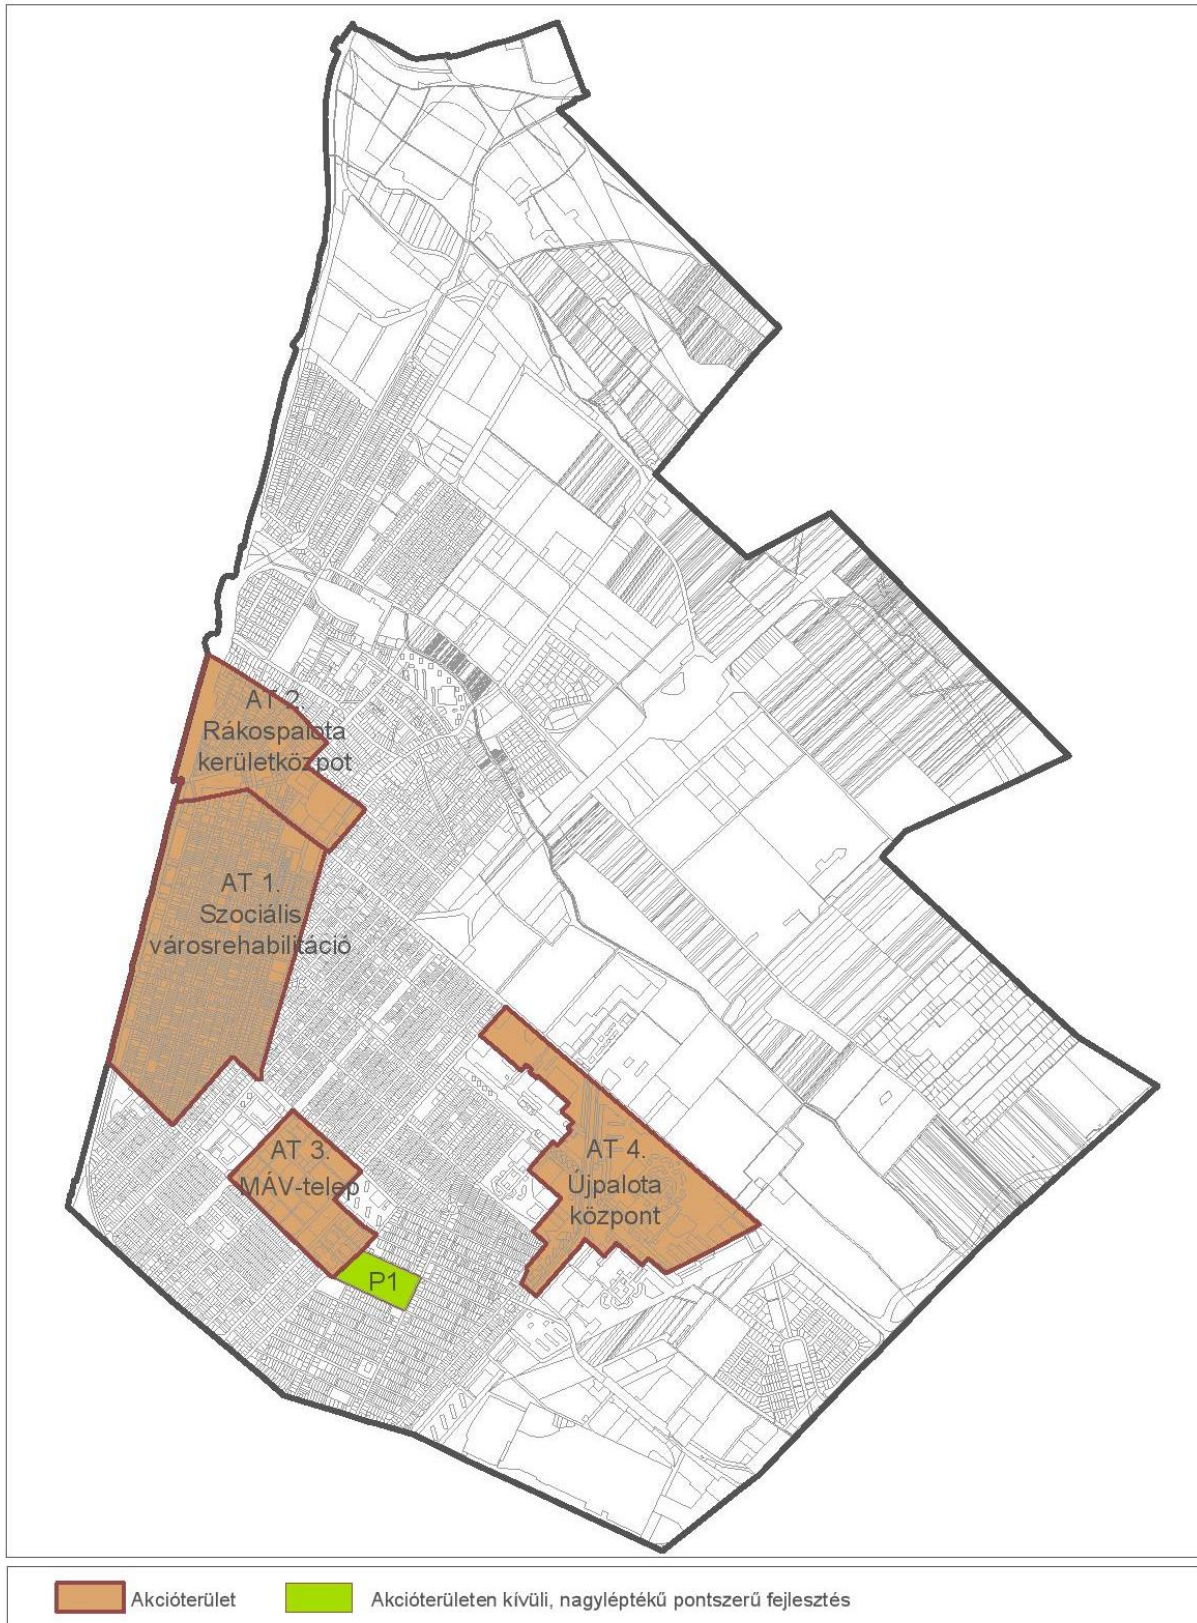 AT 2.
Rákospalota
kerületközpot
AT 1.
Szociális
városrehabilitáció
AT 3.
MÁV-telep
AT 4.
Újpalota
központ
P1
Akcióterület
Akcióterületen kívüli, nagyléptékű pontszerű fejlesztés